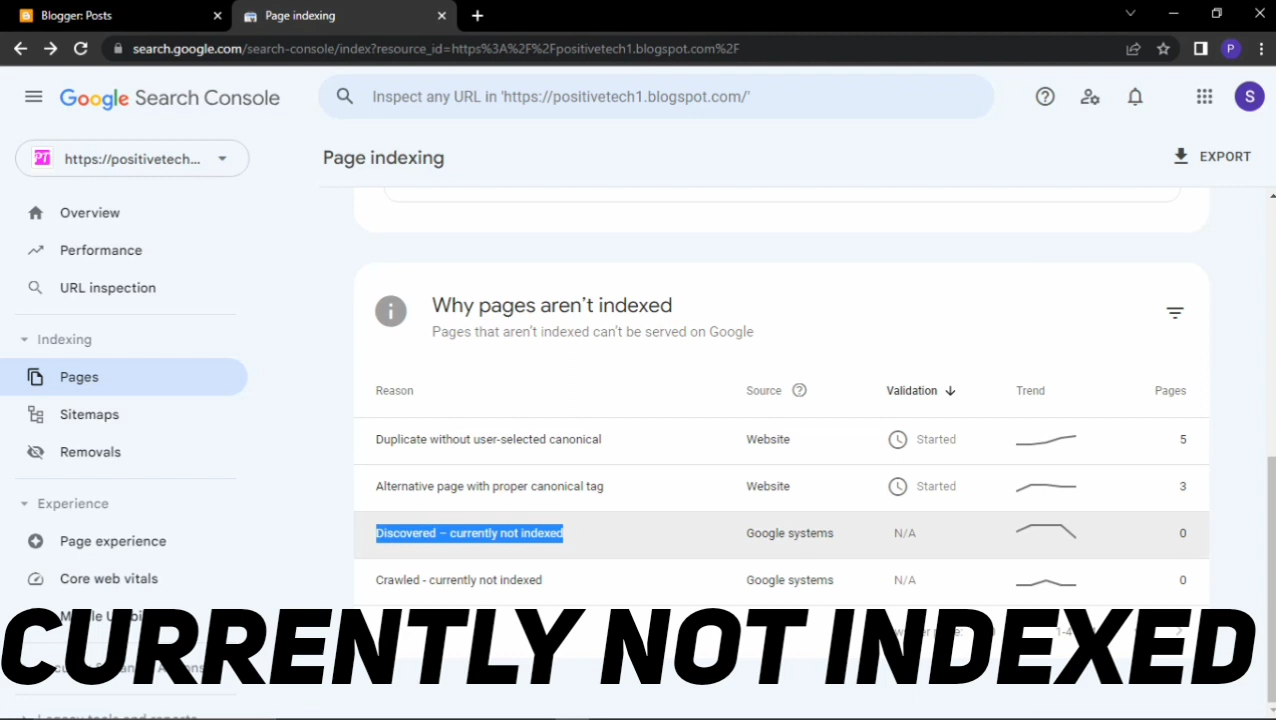 Blogger: Posts
Page indexing
search.google.com/search-console/index?resource_id=https%3A%2F%2Fpositivetech1.blogspot.com%2F
P
Google Search Console
Inspect any URL in 'https://positivetech1.blogspot.com/'
S
PT https://positivetech...
Page indexing
EXPORT
Overview
Performance
URL inspection
Indexing
Pages
Sitemaps
Removals
Experience
Page experience
Core web vitals
Why pages aren't indexed
Pages that aren't indexed can't be served on Google
Reason Source Validation Trend Pages
Duplicate without user-selected canonical Website Started 5
Alternative page with proper canonical tag Website Started 3
Discovered – currently not indexed Google systems N/A 0
Crawled - currently not indexed Google systems N/A 0
CURRENTLY NOT INDEXED
Legacy tools and reports